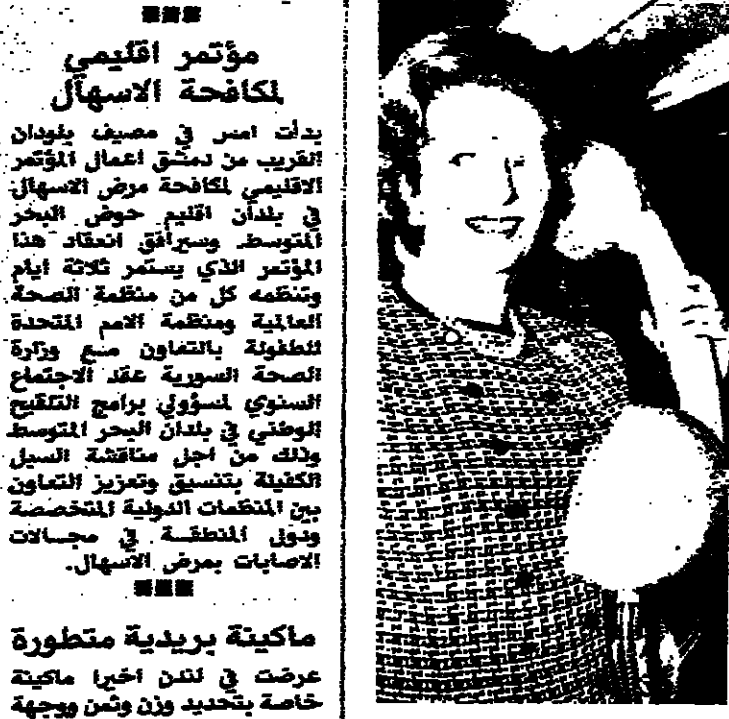 مؤتمر اقليمي
لمكافحة الاسهال
بدأت امس في مصيف بلودان
القريب من دمشق اعمال المؤتمر
الاقليمي لمكافحة مرض الاسهال
في بلدان اقليم حوض البحر
المتوسط. وسيرافق انعقاد هذا
المؤتمر الذي يستمر ثلاثة ايام
وتنظمه كل من منظمة الصحة
العالمية ومنظمة الامم المتحدة
للطفولة بالتعاون مع وزارة
الصحة السورية عقد الاجتماع
السنوي لمسؤولي برامج التلقيح
الوطني في بلدان البحر المتوسط
وذلك من اجل مناقشة السبل
الكفيلة بتنسيق وتعزيز التعاون
بين المنظمات الدولية المتخصصة
ودول المنطقة في مجالات
الاصابات بمرض الاسهال.
ماكينة بريدية متطورة
عرضت في لندن اخيرا ماكينة
خاصة بتحديد وزن وثمن ووجهة